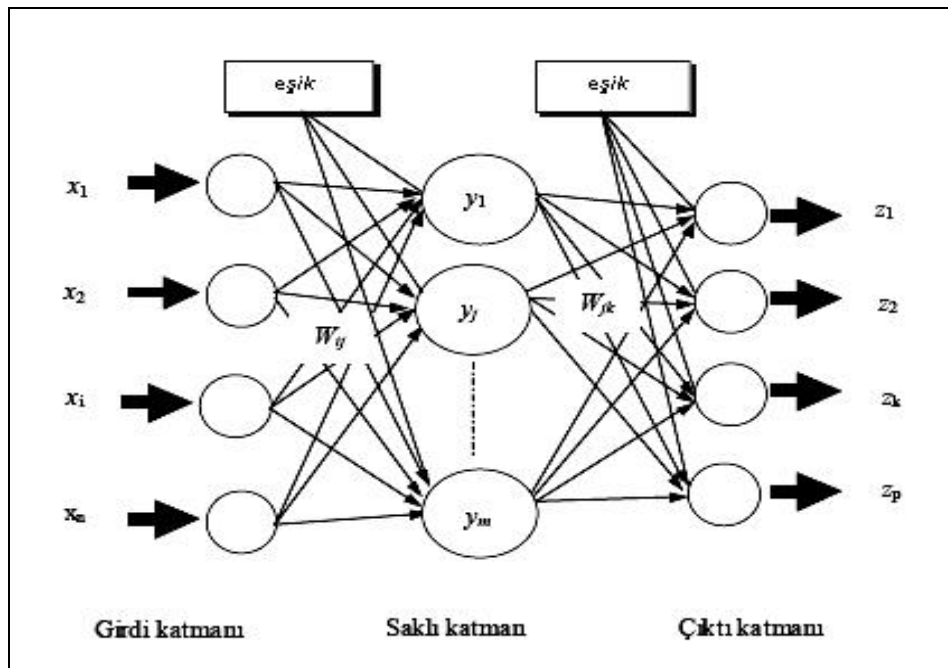 eşik eşik
x1 y1 z1
x2 yj z2
Wij Wjk
xi zk
xn ym zp
Girdi katmanı Saklı katman Çıktı katmanı